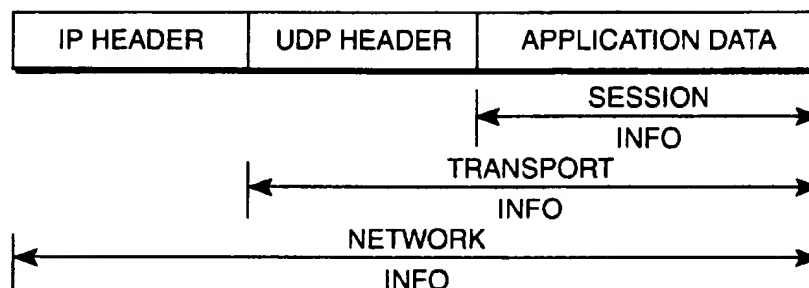 IP HEADER UDP HEADER APPLICATION DATA
SESSION
INFO
TRANSPORT
INFO
NETWORK
INFO